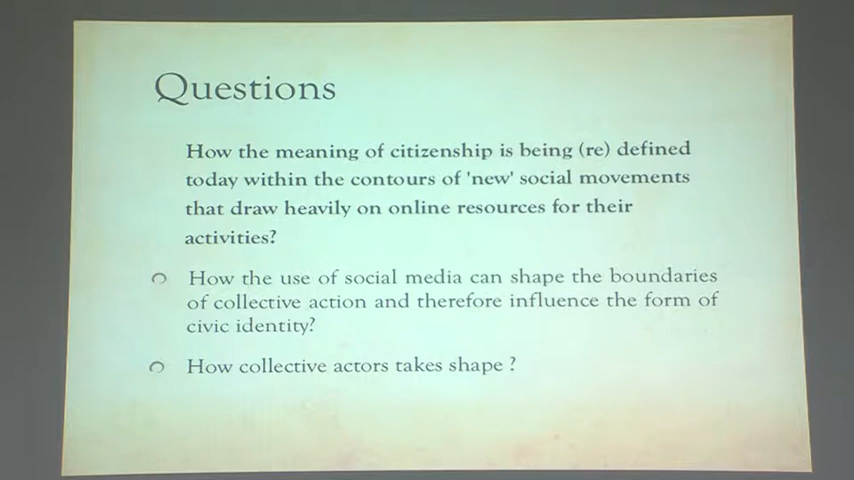 Questions
How the meaning of citizenship is being (re) defined
today within the contours of 'new' social movements
that draw heavily on online resources for their
activities?
How the use of social media can shape the boundaries
of collective action and therefore influence the form of
civic identity?
How collective actors takes shape ?